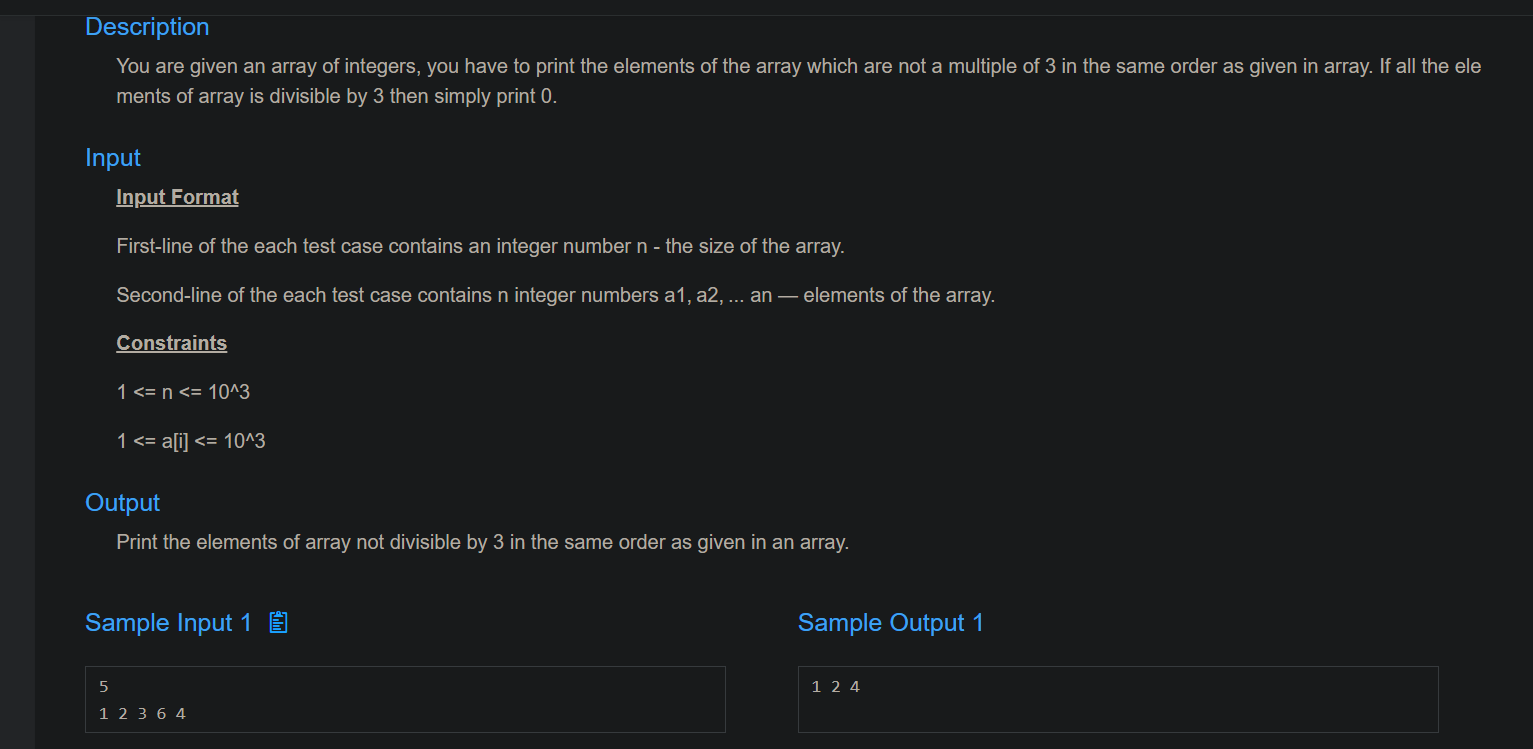 Description
You are given an array of integers, you have to print the elements of the array which are not a multiple of 3 in the same order as given in array. If all the ele
ments of array is divisible by 3 then simply print 0.
Input
Input Format
First-line of the each test case contains an integer number n - the size of the array.
Second-line of the each test case contains n integer numbers a1, a2, ... an — elements of the array.
Constraints
1 <= n <= 10^3
1 <= a[i] <= 10^3
Output
Print the elements of array not divisible by 3 in the same order as given in an array.
Sample Input 1
5
1 2 3 6 4
Sample Output 1
1 2 4